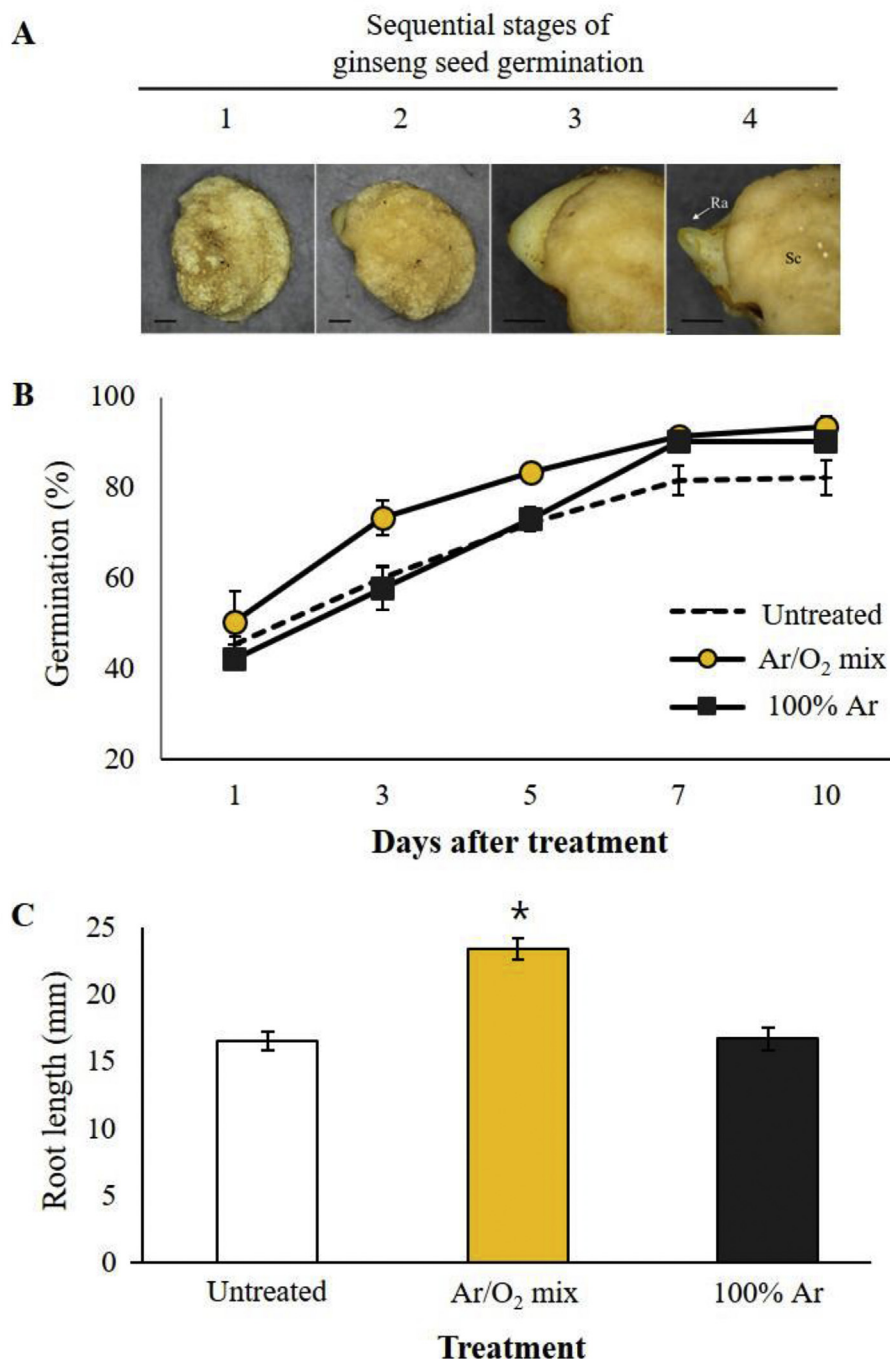 A
Sequential stages of
ginseng seed germination
1 2 3 4
Ra
Sc
B
Germination (%)
100
80
60
40
20
Untreated
Ar/O₂ mix
100% Ar
1 3 5 7 10
Days after treatment
C
Root length (mm)
25
20
15
10
5
0
*
Untreated Ar/O₂ mix 100% Ar
Treatment